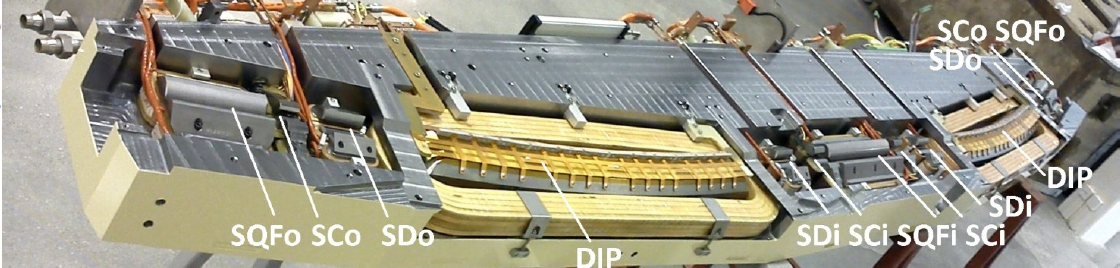 SCo SQFo
SDo
DIP
SDi
SQFo SCo SDo
SDi SCi SQFi SCi
DIP